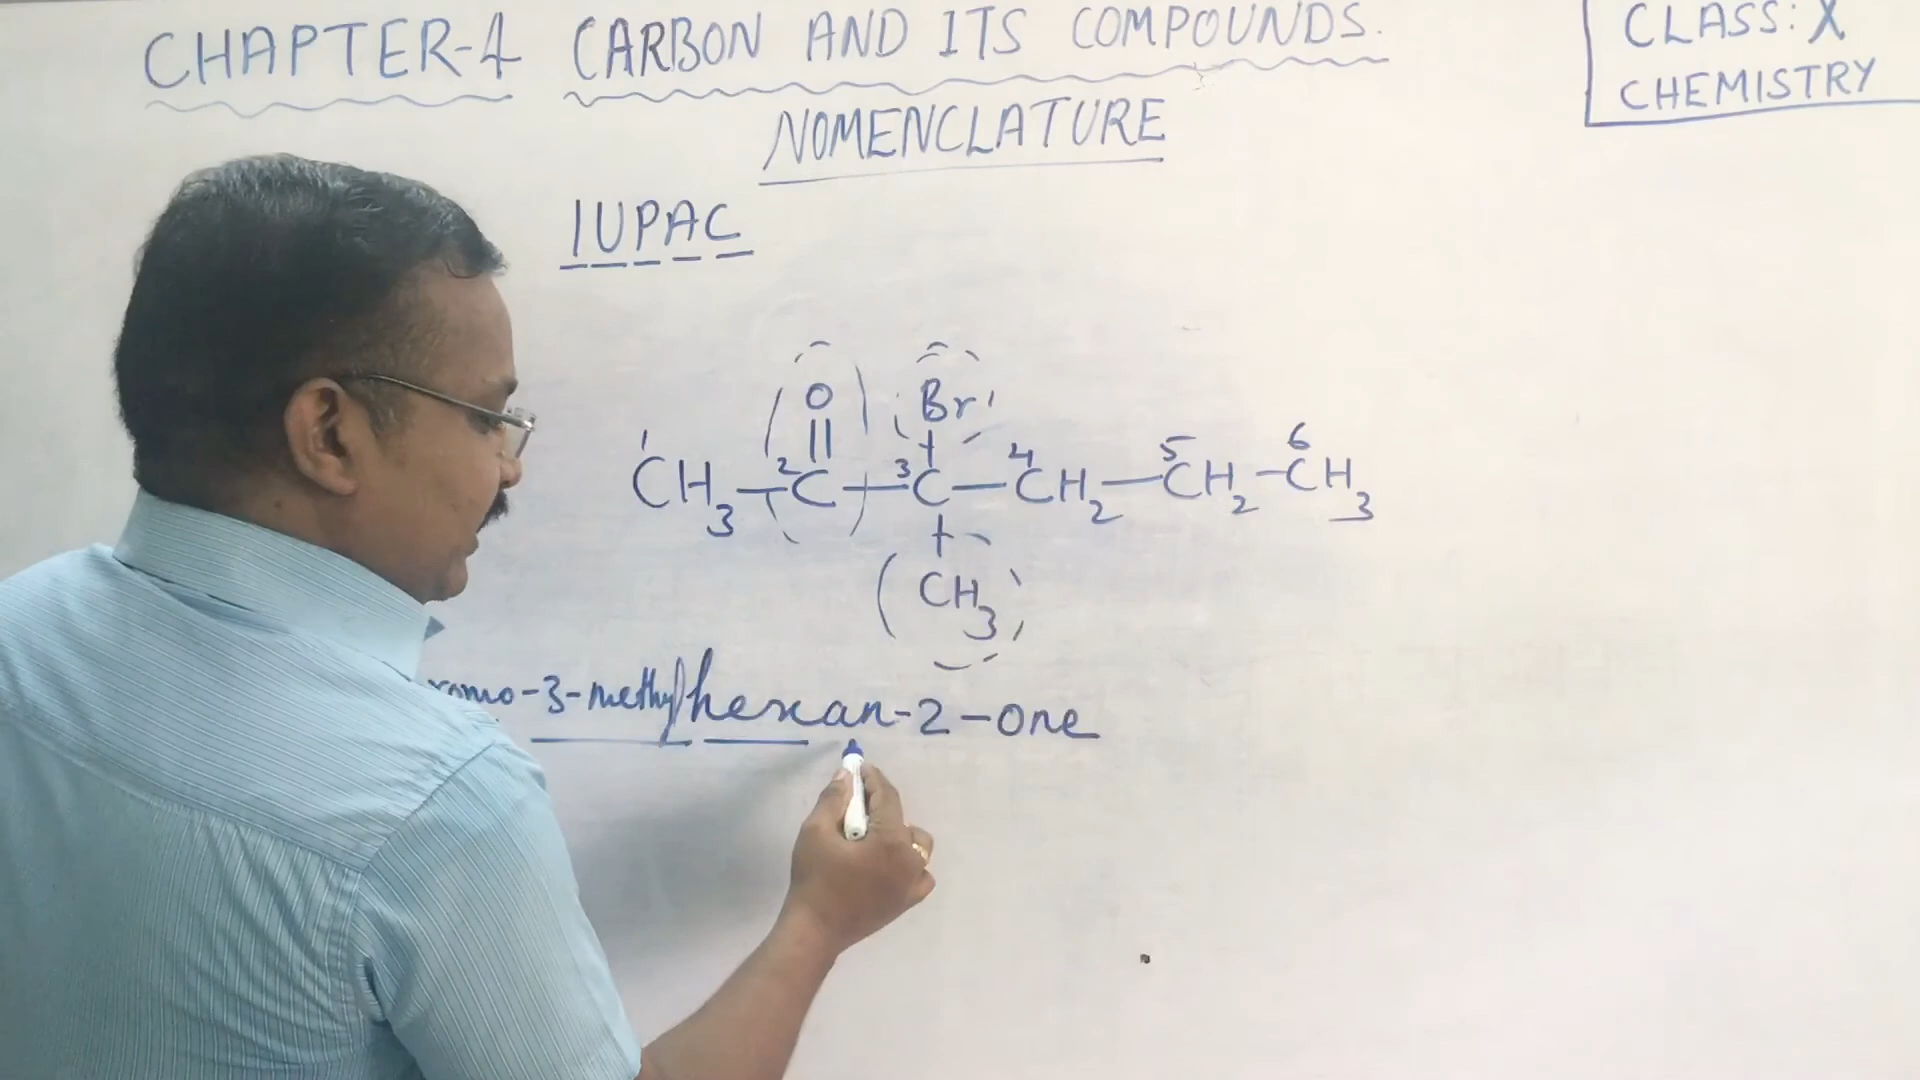 CHAPTER-4 CARBON AND ITS COMPOUNDS.
CLASS: X
CHEMISTRY
NOMENCLATURE
IUPAC
O Br
1 2 3 4 5 6
CH3-C-C-CH2-CH2-CH3
CH3
romo-3-methylhexan-2-one